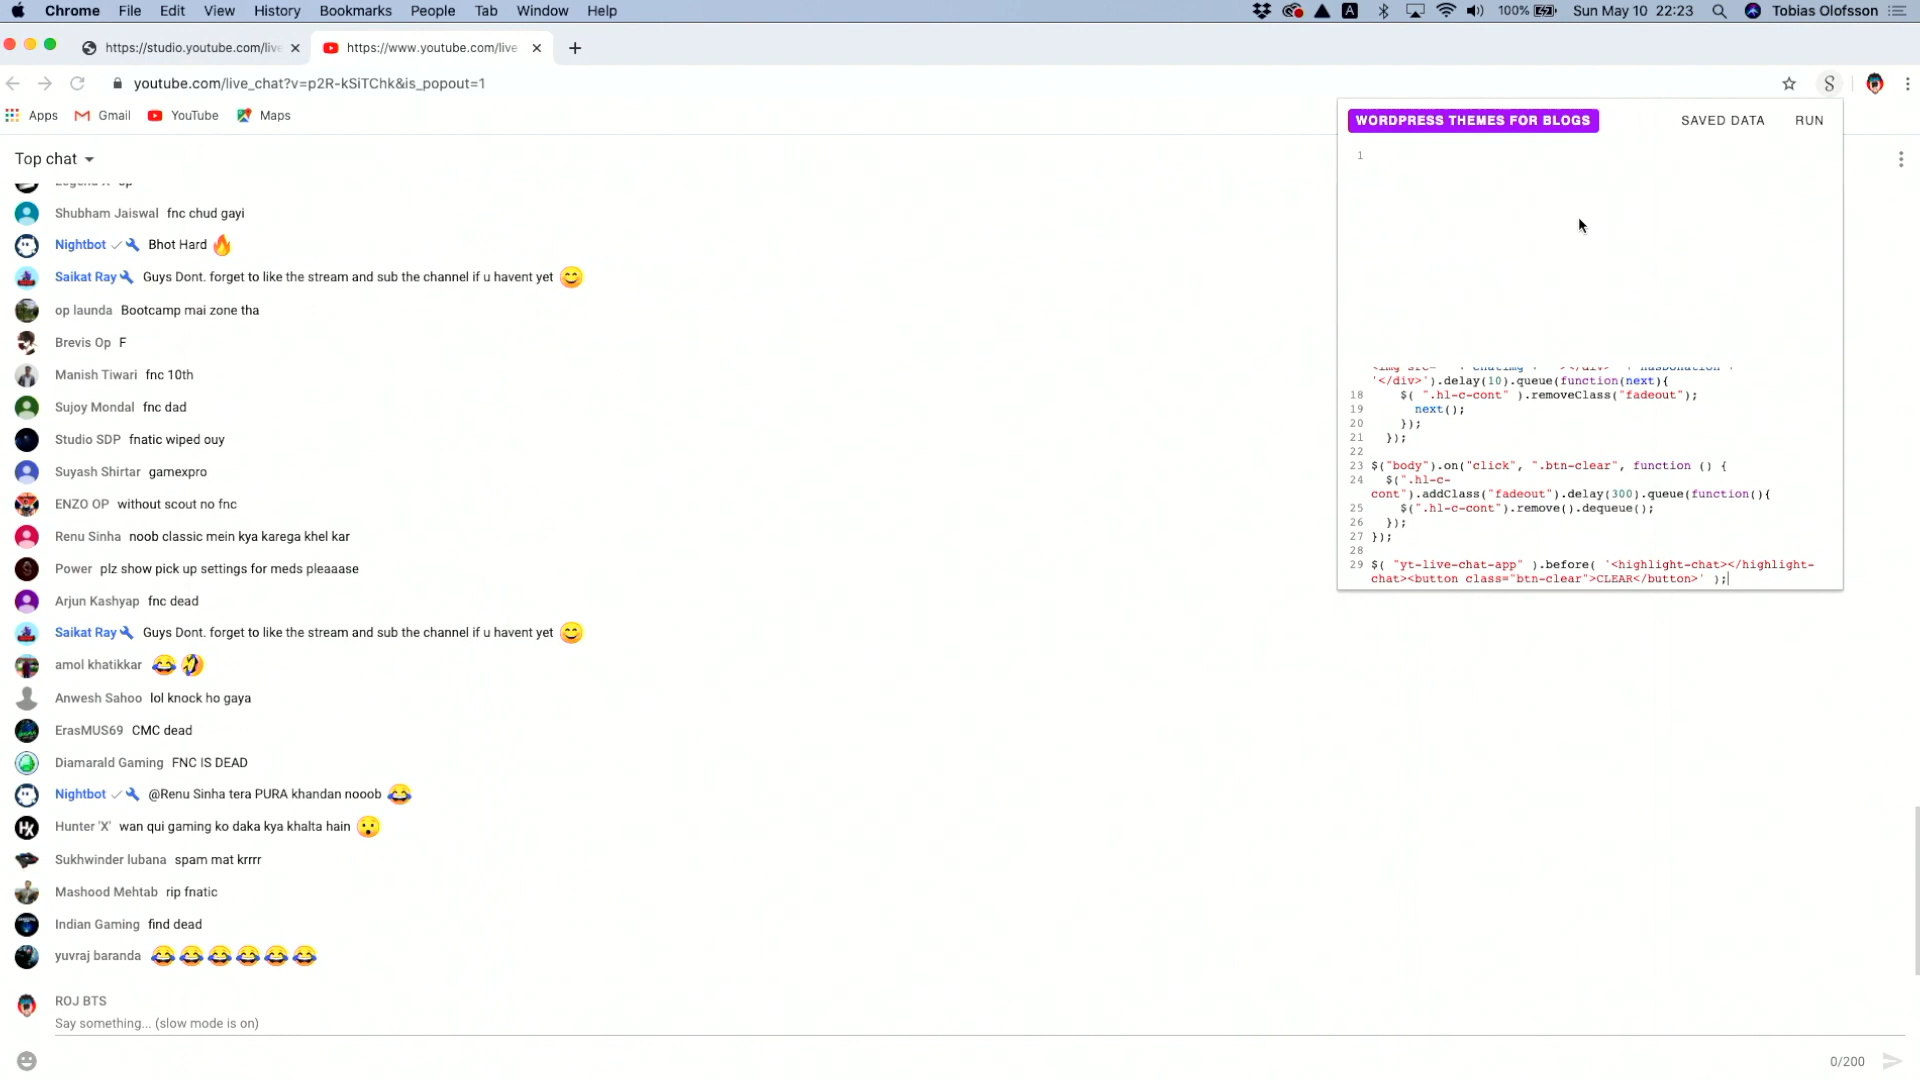 Chrome File Edit View History Bookmarks People Tab Window Help 100% Sun May 10 22:23 Tobias Olofsson
https://studio.youtube.com/live https://www.youtube.com/live
youtube.com/live_chat?v=p2R-kSiTChk&is_popout=1
Apps Gmail YouTube Maps
WORDPRESS THEMES FOR BLOGS SAVED DATA RUN
Top chat
Shubham Jaiswal fnc chud gayi
Nightbot Bhot Hard 🔥
Saikat Ray Guys Dont. forget to like the stream and sub the channel if u havent yet 😊
op launda Bootcamp mai zone tha
Brevis Op F
Manish Tiwari fnc 10th
Sujoy Mondal fnc dad
Studio SDP fnatic wiped ouy
Suyash Shirtar gamexpro
ENZO OP without scout no fnc
Renu Sinha noob classic mein kya karega khel kar
Power plz show pick up settings for meds pleaaase
Arjun Kashyap fnc dead
Saikat Ray Guys Dont. forget to like the stream and sub the channel if u havent yet 😊
amol khatikkar 😂🤣
Anwesh Sahoo lol knock ho gaya
ErasMUS69 CMC dead
Diamarald Gaming FNC IS DEAD
Nightbot @Renu Sinha tera PURA khandan nooob 😂
Hunter 'X' wan qui gaming ko daka kya khalta hain 😮
Sukhwinder lubana spam mat krrrr
Mashood Mehtab rip fnatic
Indian Gaming find dead
yuvraj baranda 😂😂😂😂😂😂
ROJ BTS
Say something... (slow mode is on)
0/200
1
'</div>').delay(10).queue(function(next){
18 $( ".hl-c-cont" ).removeClass("fadeout");
19 next();
20 });
21 });
22
23 $("body").on("click", ".btn-clear", function () {
24 $(".hl-c-
cont").addClass("fadeout").delay(300).queue(function(){
25 $(".hl-c-cont").remove().dequeue();
26 });
27 });
28
29 $( "yt-live-chat-app" ).before( '<highlight-chat></highlight-
chat><button class="btn-clear">CLEAR</button>' );